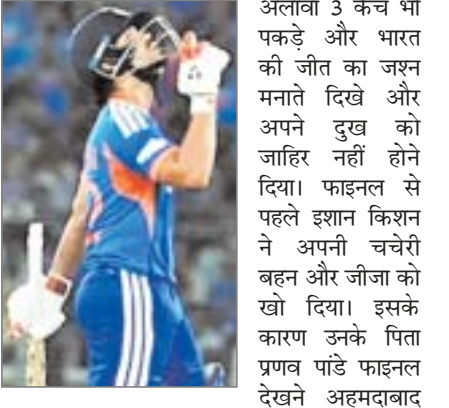 अलावा 3 कैच भी
पकड़े और भारत
की जीत का जश्न
मनाते दिखे और
अपने दुख को
जाहिर नहीं होने
दिया। फाइनल से
पहले इशान किशन
ने अपनी चचेरी
बहन और जीजा को
खो दिया। इसके
कारण उनके पिता
प्रणव पांडे फाइनल
देखने अहमदाबाद